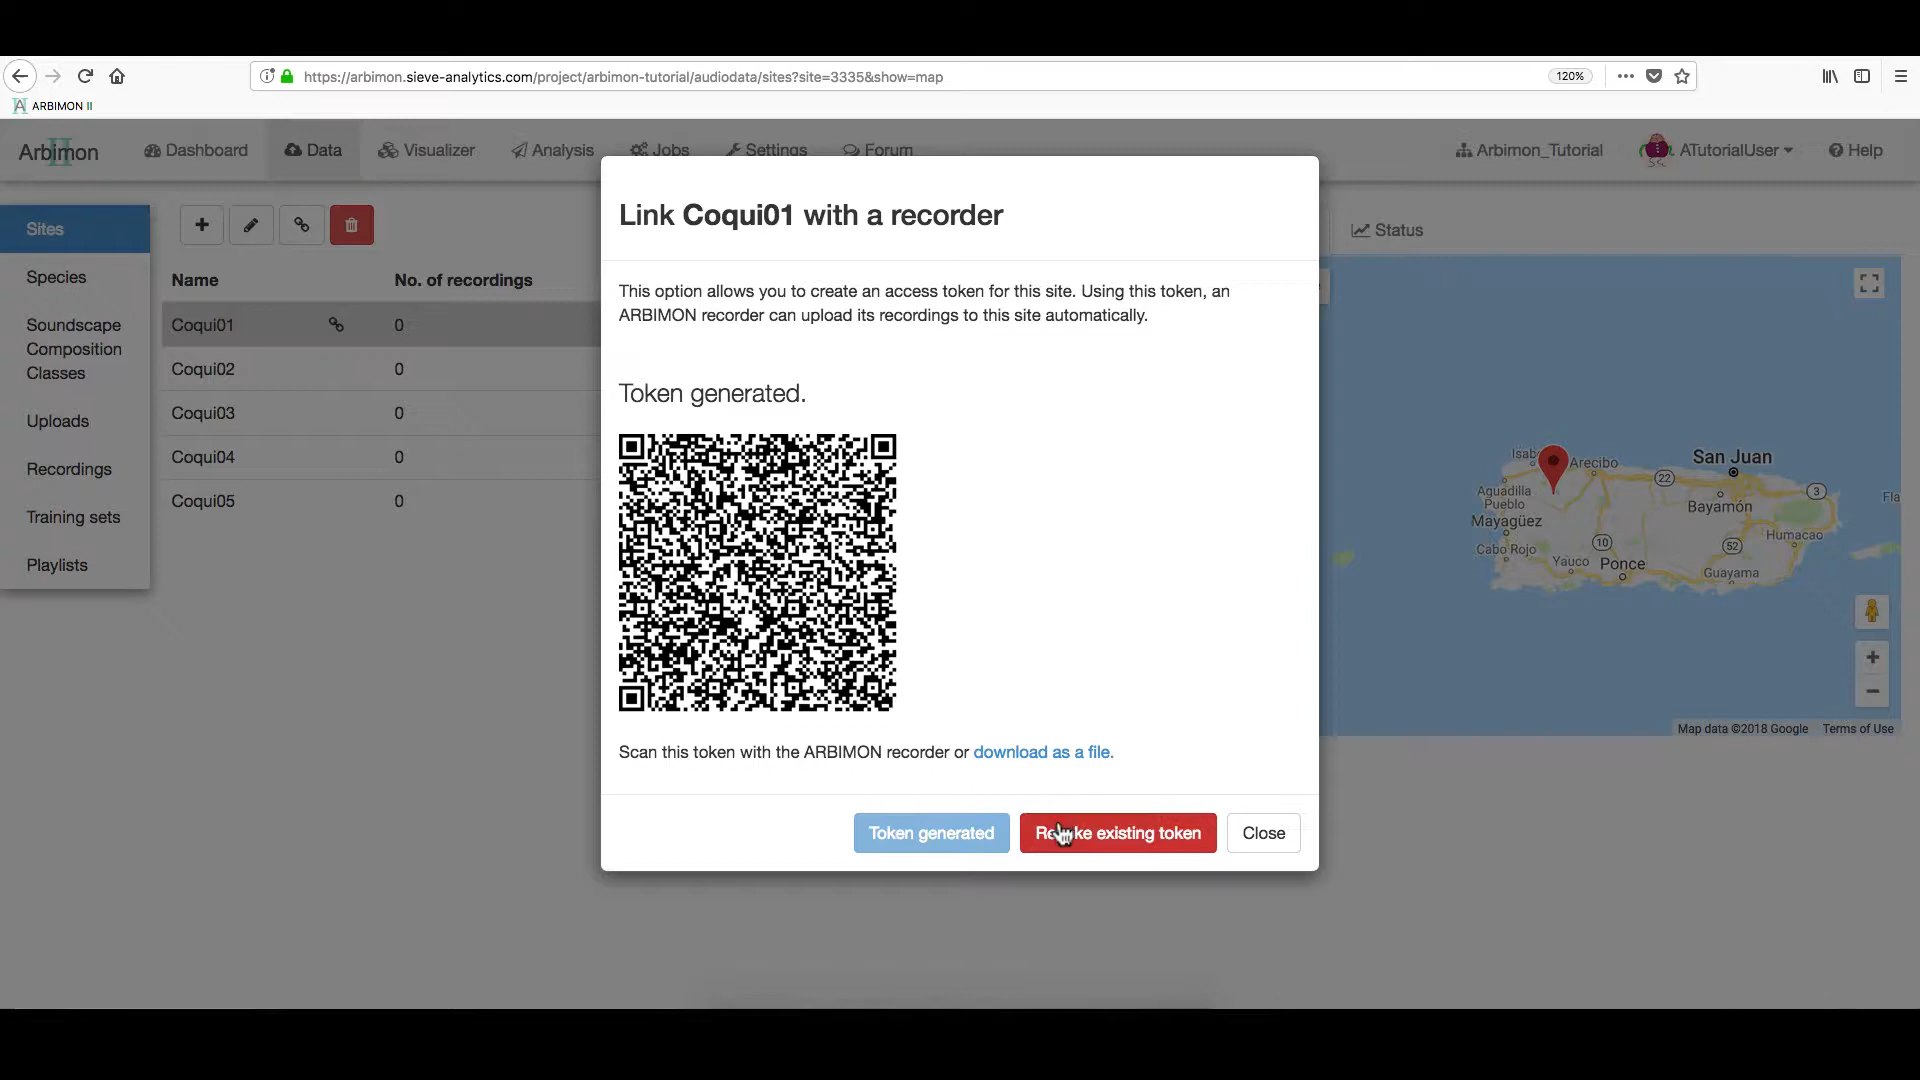 https://arbimon.sieve-analytics.com/project/arbimon-tutorial/audiodata/sites?site=3335&show=map
120%
ARBIMON II
Arbimon
II
Dashboard
Data
Visualizer
Analysis
Jobs
Settings
Forum
Arbimon_Tutorial
ATutorialUser
Help
Sites
Species
Soundscape
Composition
Classes
Uploads
Recordings
Training sets
Playlists
Name
No. of recordings
Coqui01
0
Coqui02
0
Coqui03
0
Coqui04
0
Coqui05
0
Link Coqui01 with a recorder
This option allows you to create an access token for this site. Using this token, an
ARBIMON recorder can upload its recordings to this site automatically.
Token generated.
Scan this token with the ARBIMON recorder or download as a file.
Token generated
Revoke existing token
Close
Status
San Juan
Arecibo
22
3
Aguadilla
Pueblo
Bayamón
Mayagüez
Humacao
Cabo Rojo
10
52
Yauco
Ponce
Guayama
Map data ©2018 Google
Terms of Use